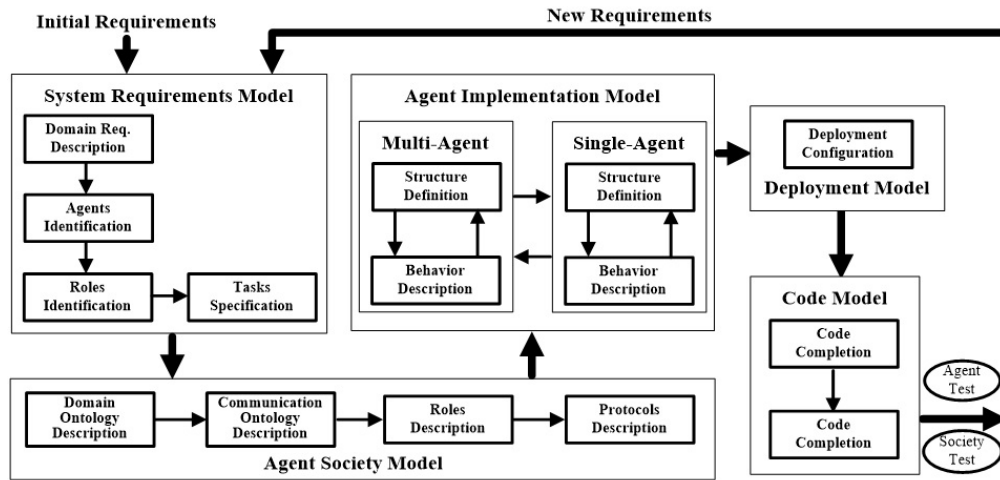 New Requirements
Initial Requirements
System Requirements Model
Domain Req.
Description
Agents
Identification
Roles
Identification
Tasks
Specification
Agent Implementation Model
Multi-Agent
Structure
Definition
Behavior
Description
Single-Agent
Structure
Definition
Behavior
Description
Deployment
Configuration
Deployment Model
Code Model
Code
Completion
Code
Completion
Agent
Test
Society
Test
Domain
Ontology
Description
Communication
Ontology
Description
Roles
Description
Protocols
Description
Agent Society Model